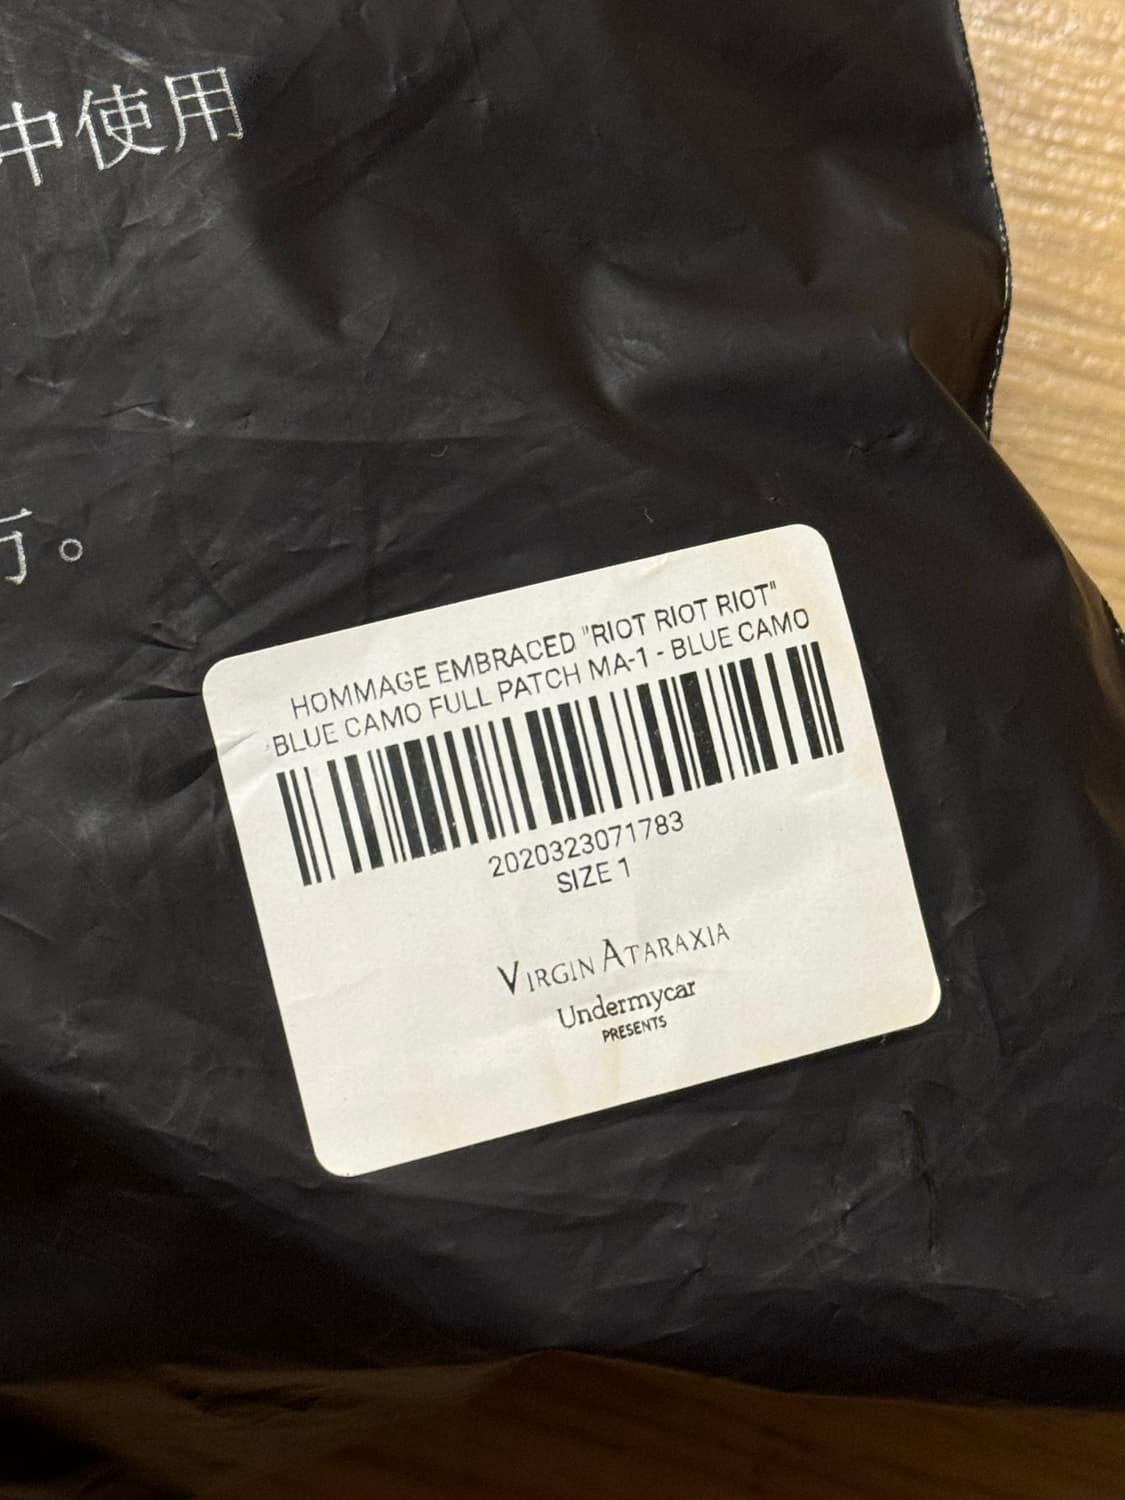 中使用
行。
HOMMAGE EMBRACED "RIOT RIOT RIOT"
BLUE CAMO FULL PATCH MA-1 - BLUE CAMO
2020323071783
SIZE 1
VIRGIN ATARAXIA
Undermycar
PRESENTS